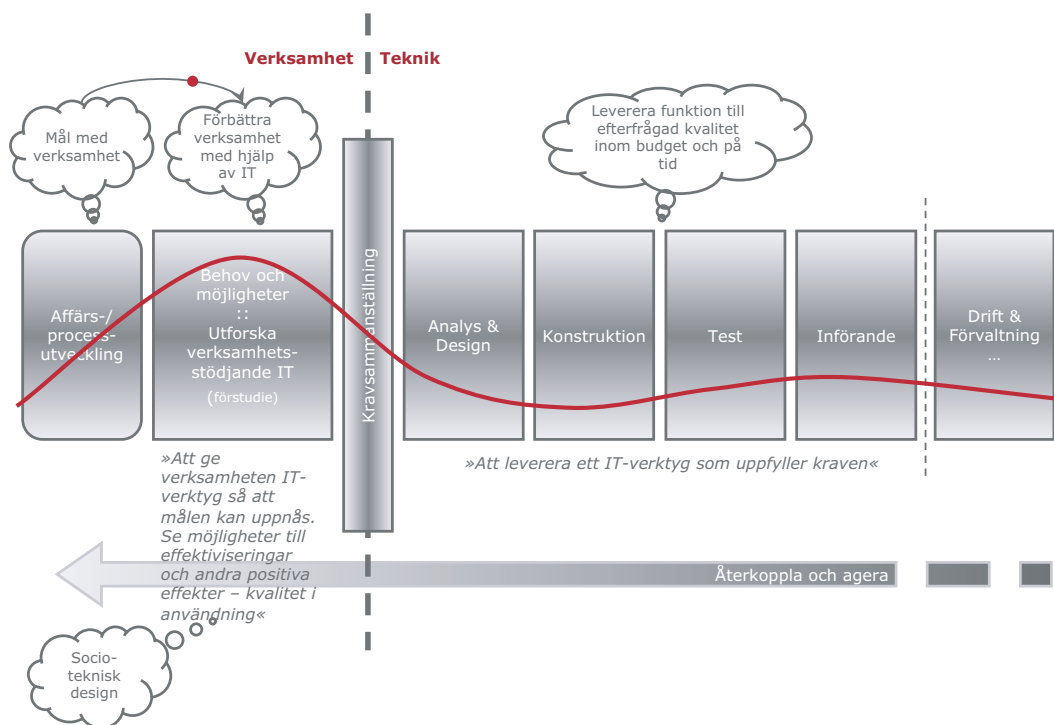 Verksamhet
Teknik
Mål med
verksamhet
Förbättra
verksamhet
med hjälp
av IT
Leverera funktion till
efterfrågad kvalitet
inom budget och på
tid
Affärs-/
process-
utveckling
Behov och
möjligheter
::
Utforska
verksamhets-
stödjande IT
(förstudie)
Kravsammanställning
Analys &
Design
Konstruktion
Test
Införande
Drift &
Förvaltning
...
»Att ge
verksamheten IT-
verktyg så att
målen kan uppnås.
Se möjligheter till
effektiviseringar
och andra positiva
effekter – kvalitet i
användning«
»Att leverera ett IT-verktyg som uppfyller kraven«
Återkoppla och agera
Socio-
teknisk
design